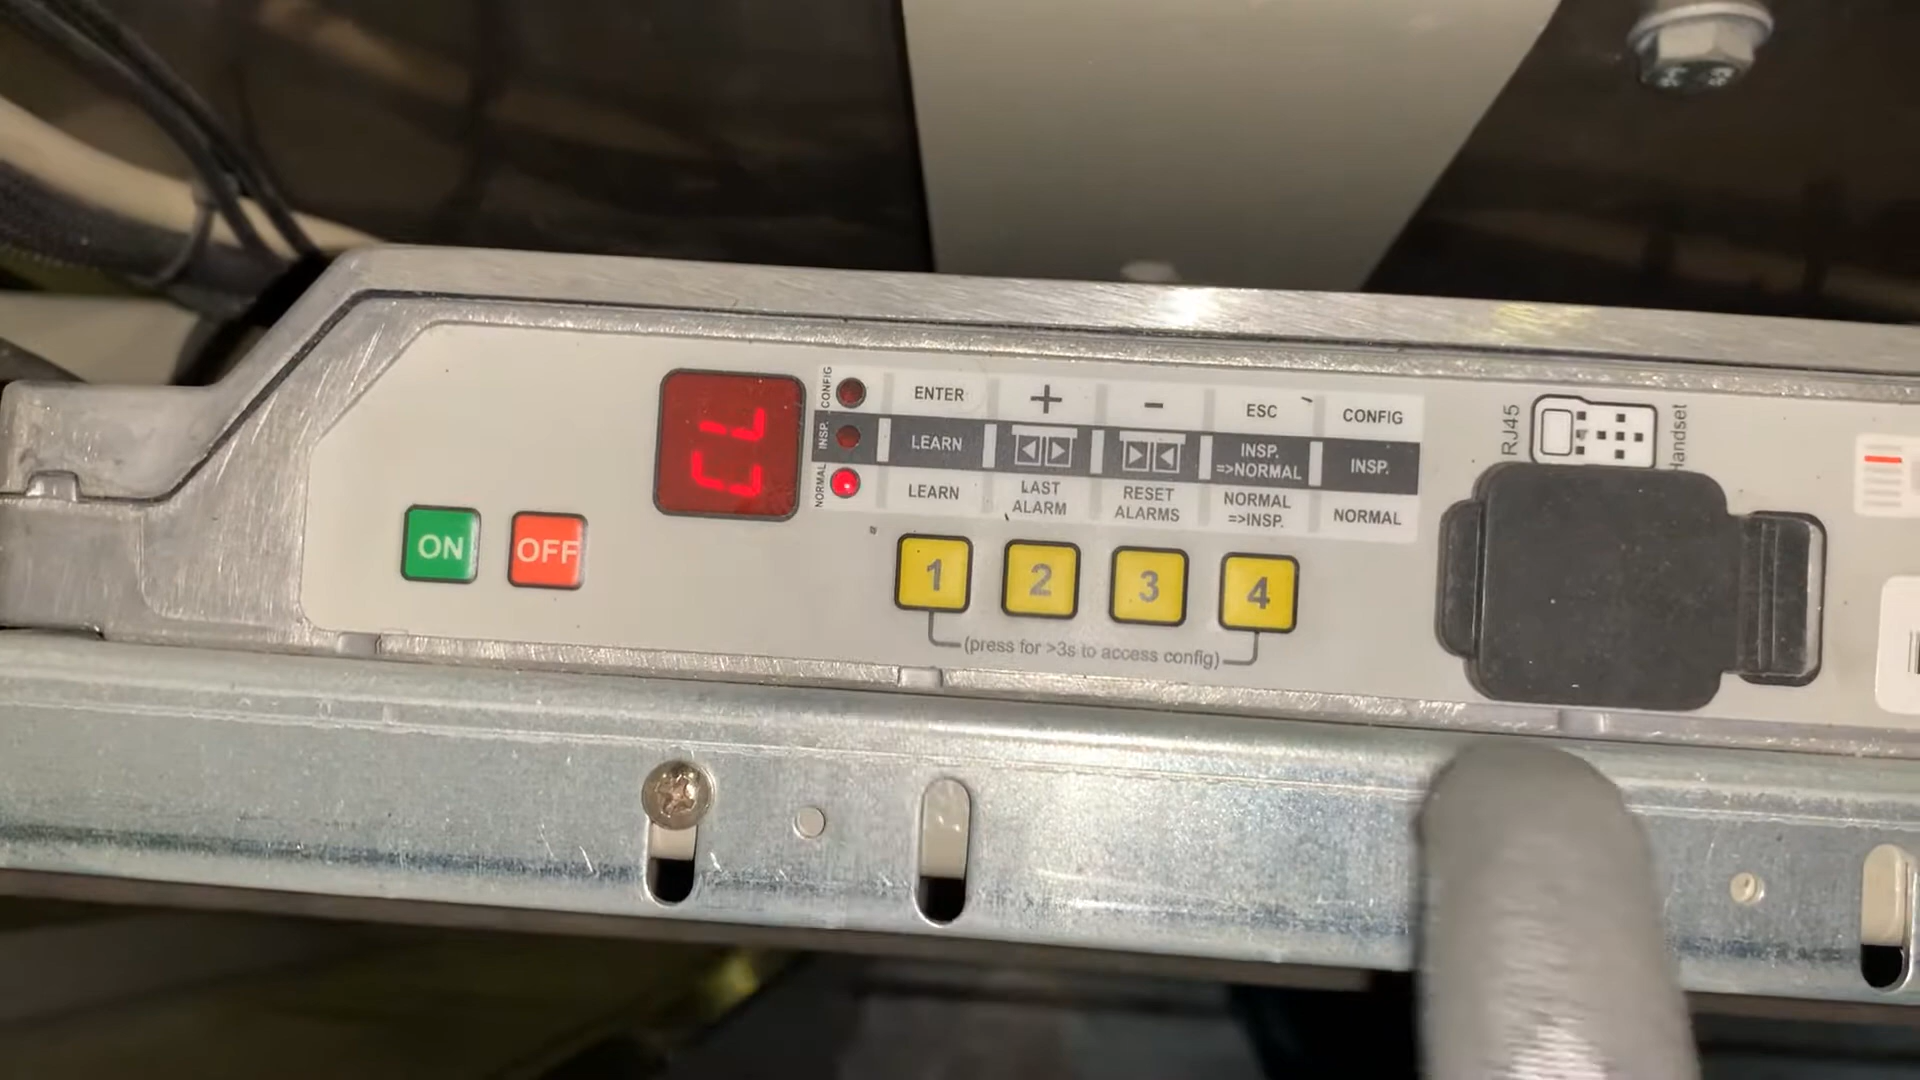 ON
OFF
CL
CONFIG
INSP.
NORMAL
ENTER + - ESC CONFIG
LEARN INSP. =>NORMAL INSP.
LEARN LAST ALARM RESET ALARMS NORMAL =>INSP. NORMAL
1 2 3 4
(press for >3s to access config)
RJ45
Handset